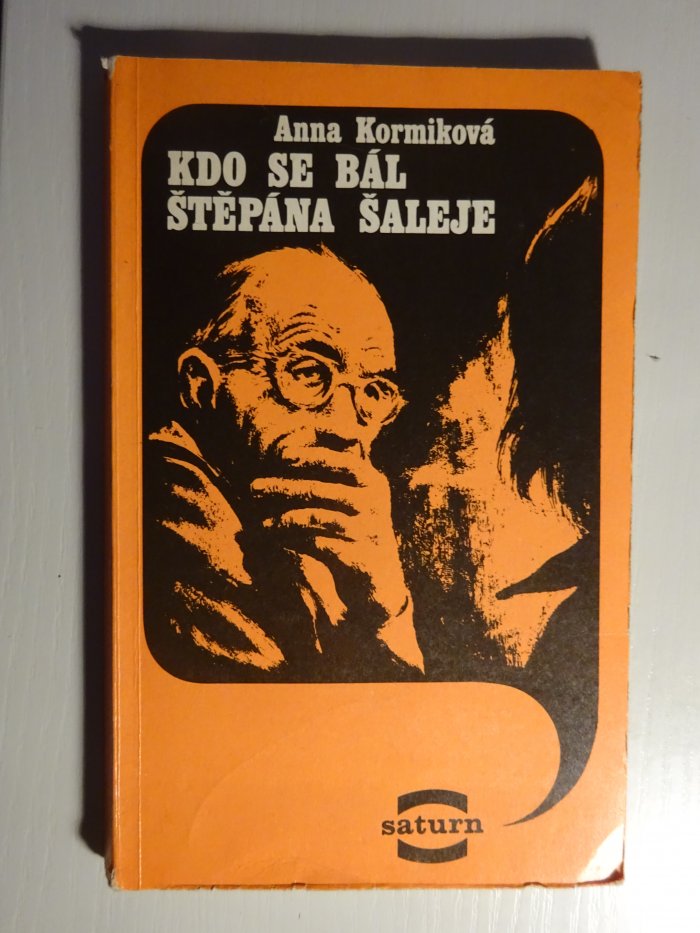 Anna Kormiková
KDO SE BÁL
ŠTĚPÁNA ŠALEJE
saturn